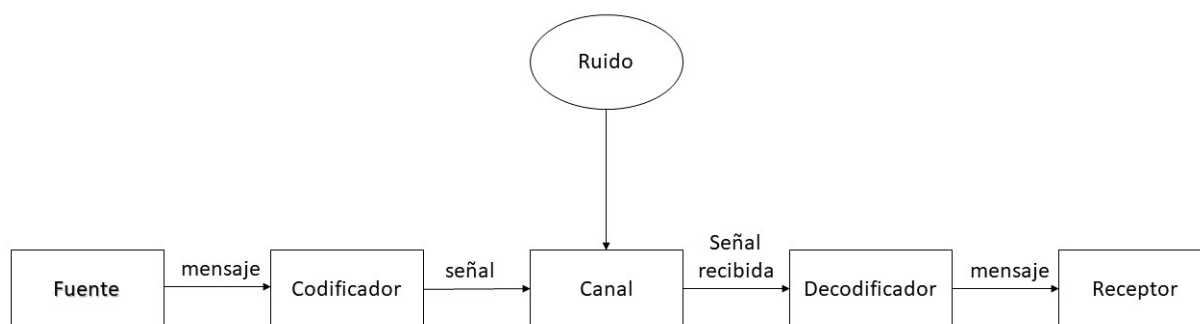 Ruido
Fuente
mensaje
Codificador
señal
Canal
Señal
recibida
Decodificador
mensaje
Receptor